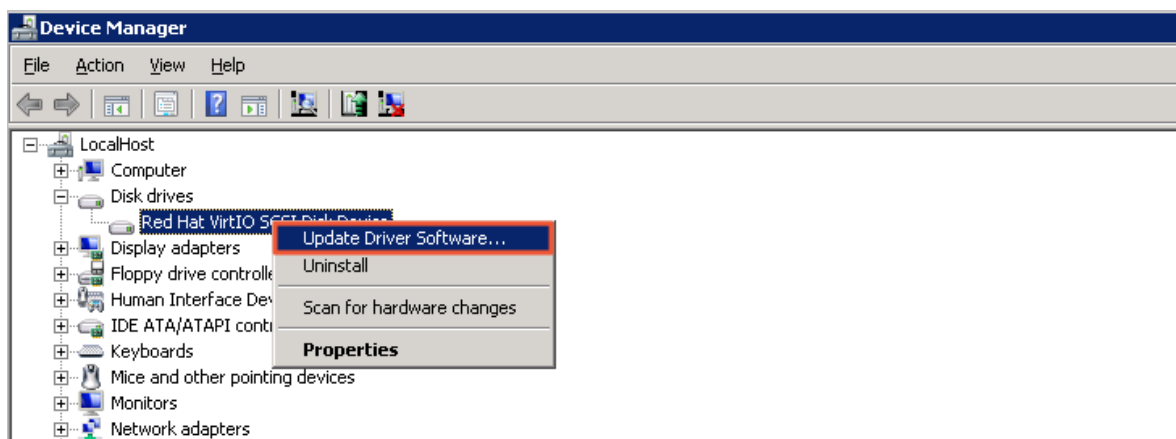 Device Manager
File Action View Help
LocalHost
Computer
Disk drives
Red Hat VirtIO SCSI Disk Device
Update Driver Software...
Display adapters
Floppy drive controlle
Uninstall
Human Interface Dev
Scan for hardware changes
IDE ATA/ATAPI contr
Keyboards
Properties
Mice and other pointing devices
Monitors
Network adapters